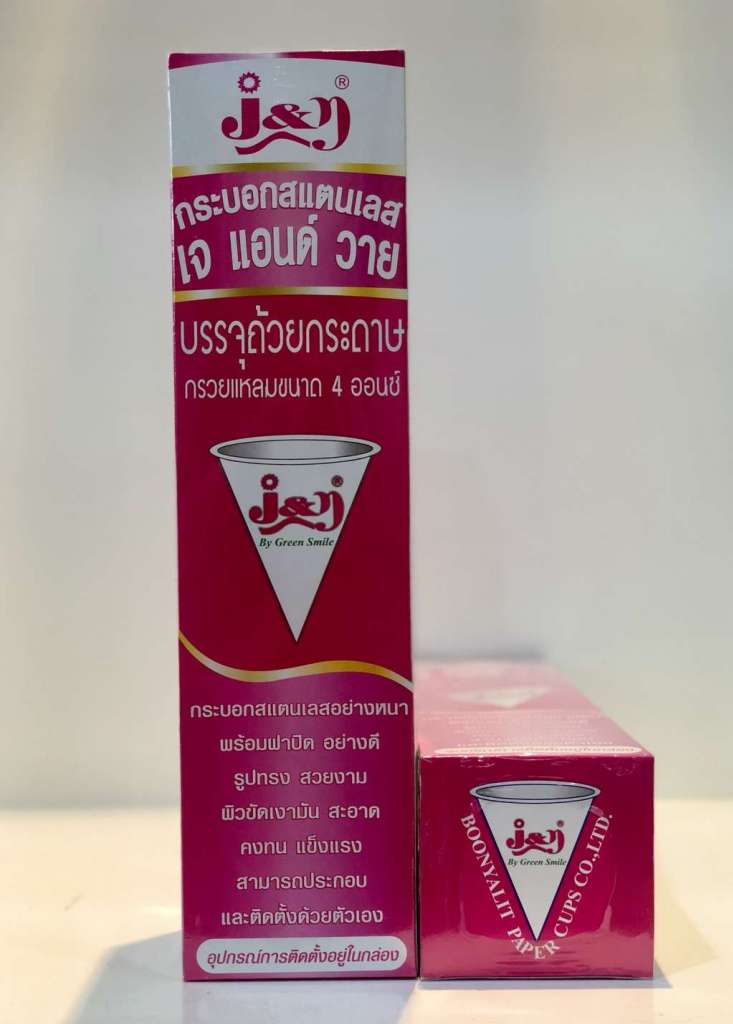 j&y®
กระบอกสแตนเลส
เจ แอนด์ วาย
บรรจุถ้วยกระดาษ
กรวยแหลมขนาด 4 ออนซ์
j&y®
By Green Smile
กระบอกสแตนเลสอย่างหนา
พร้อมฝาปิด อย่างดี
รูปทรง สวยงาม
ผิวขัดเงามัน สะอาด
คงทน แข็งแรง
สามารถประกอบ
และติดตั้งด้วยตัวเอง
อุปกรณ์การติดตั้งอยู่ในกล่อง
j&y
By Green Smile
BOONYALIT PAPER CUPS CO.,LTD.